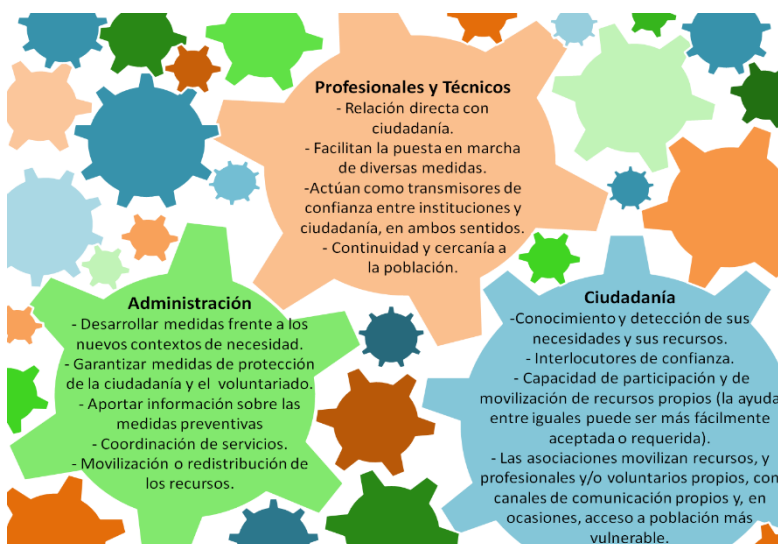 Profesionales y Técnicos
- Relación directa con
ciudadanía.
- Facilitan la puesta en marcha
de diversas medidas.
-Actúan como transmisores de
confianza entre instituciones y
ciudadanía, en ambos sentidos.
- Continuidad y cercanía a
la población.
Administración
- Desarrollar medidas frente a los
nuevos contextos de necesidad.
- Garantizar medidas de protección
de la ciudadanía y el voluntariado.
- Aportar información sobre las
medidas preventivas
- Coordinación de servicios.
- Movilización o redistribución de
los recursos.
Ciudadanía
-Conocimiento y detección de sus
necesidades y sus recursos.
- Interlocutores de confianza.
- Capacidad de participación y de
movilización de recursos propios (la ayuda
entre iguales puede ser más fácilmente
aceptada o requerida).
- Las asociaciones movilizan recursos, y
profesionales y/o voluntarios propios, con
canales de comunicación propios y, en
ocasiones, acceso a población más
vulnerable.